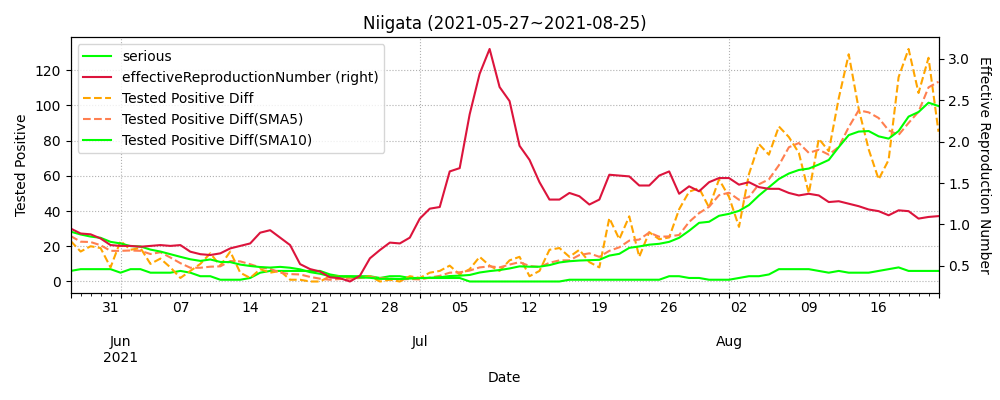 Niigata (2021-05-27~2021-08-25)
serious
effectiveReproductionNumber (right)
Tested Positive Diff
Tested Positive Diff(SMA5)
Tested Positive Diff(SMA10)
Tested Positive
120
100
80
60
40
20
0
3.0
2.5
2.0
1.5
1.0
0.5
Effective Reproduction Number
31 07 14 21 28 05 12 19 26 02 09 16
Jun Jul Aug
2021
Date